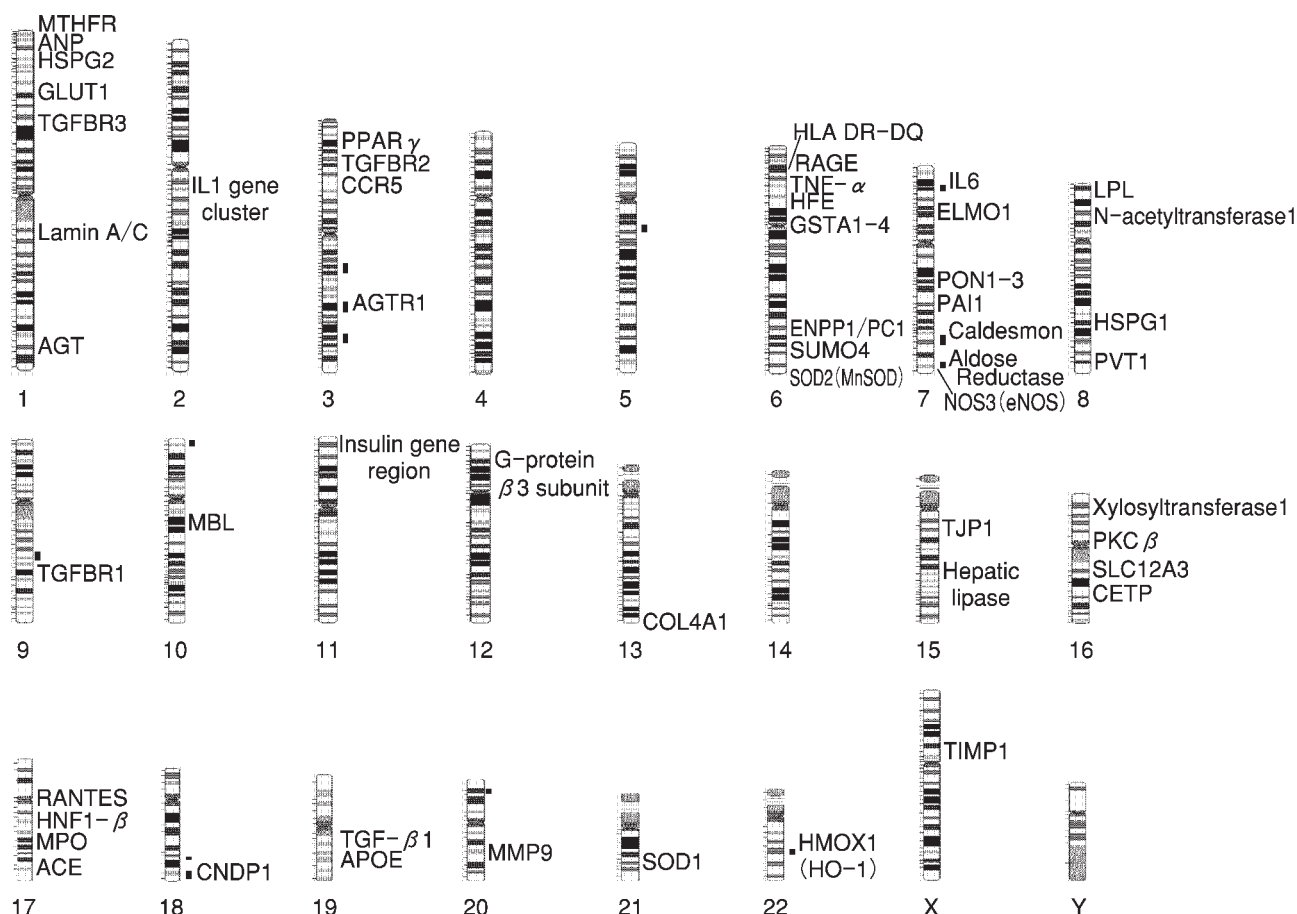 MTHFR
ANP
HSPG2
GLUT1
TGFBR3
Lamin A/C
AGT
1
IL1 gene
cluster
2
PPAR γ
TGFBR2
CCR5
AGTR1
3
4
5
HLA DR-DQ
RAGE
TNF-α
HFE
GSTA1-4
ENPP1/PC1
SUMO4
SOD2(MnSOD)
6
IL6
ELMO1
PON1-3
PAI1
Caldesmon
Aldose
Reductase
NOS3(eNOS)
7
LPL
N-acetyltransferase1
HSPG1
PVT1
8
TGFBR1
9
MBL
10
Insulin gene
region
11
G-protein
β3 subunit
12
COL4A1
13
14
TJP1
Hepatic
lipase
15
Xylosyltransferase1
PKC β
SLC12A3
CETP
16
RANTES
HNF1-β
MPO
ACE
17
CNDP1
18
TGF-β1
APOE
19
MMP9
20
SOD1
21
HMOX1
(HO-1)
22
TIMP1
X
Y